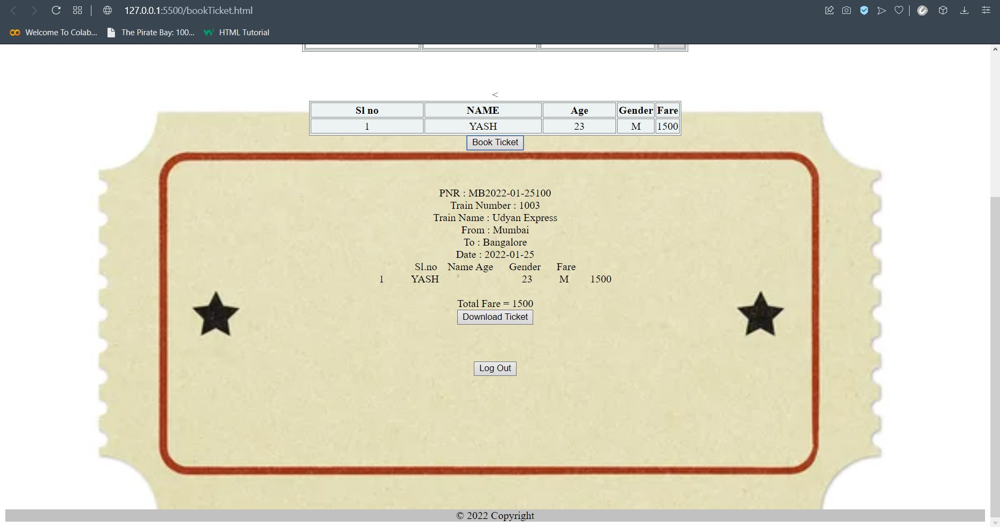 127.0.0.1:5500/bookTicket.html
Welcome To Colab... The Pirate Bay: 100... HTML Tutorial
<
Sl no NAME Age Gender Fare
1 YASH 23 M 1500
Book Ticket
PNR : MB2022-01-25100
Train Number : 1003
Train Name : Udyan Express
From : Mumbai
To : Bangalore
Date : 2022-01-25
Sl.no Name Age Gender Fare
1 YASH 23 M 1500
Total Fare = 1500
Download Ticket
Log Out
© 2022 Copyright